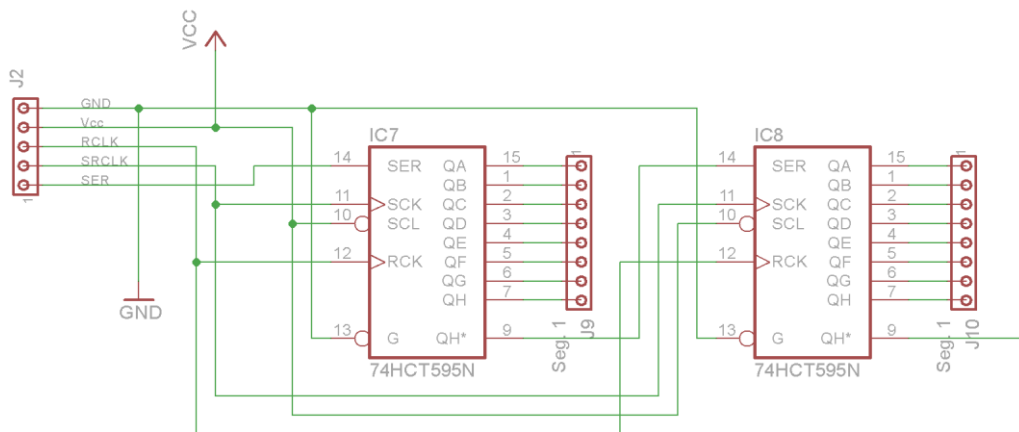 VCC
J2
GND
Vcc
RCLK
SRCLK
SER
1
GND
IC7
14 SER QA 15
QB 1
11 SCK QC 2
10 SCL QD 3
QE 4
12 RCK QF 5
QG 6
QH 7
13 G QH* 9
74HCT595N
1
Seg. 1
J9
IC8
14 SER QA 15
QB 1
11 SCK QC 2
10 SCL QD 3
QE 4
12 RCK QF 5
QG 6
QH 7
13 G QH* 9
74HCT595N
1
Seg. 1
J10